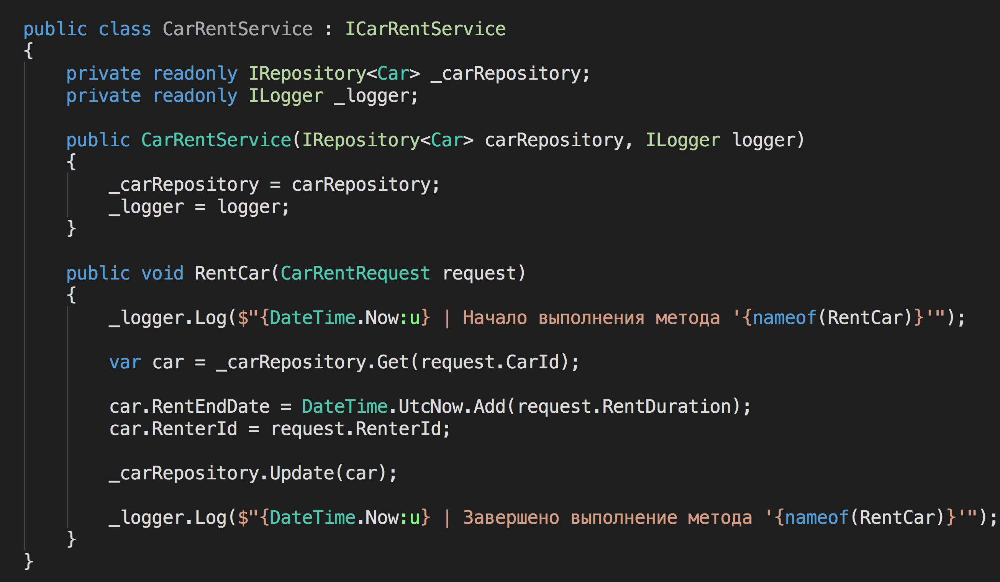 public class CarRentService : ICarRentService
{
    private readonly IRepository<Car> _carRepository;
    private readonly ILogger _logger;

    public CarRentService(IRepository<Car> carRepository, ILogger logger)
    {
        _carRepository = carRepository;
        _logger = logger;
    }

    public void RentCar(CarRentRequest request)
    {
        _logger.Log($"{DateTime.Now:u} | Начало выполнения метода '{nameof(RentCar)}'");

        var car = _carRepository.Get(request.CarId);

        car.RentEndDate = DateTime.UtcNow.Add(request.RentDuration);
        car.RenterId = request.RenterId;

        _carRepository.Update(car);

        _logger.Log($"{DateTime.Now:u} | Завершено выполнение метода '{nameof(RentCar)}'");
    }
}